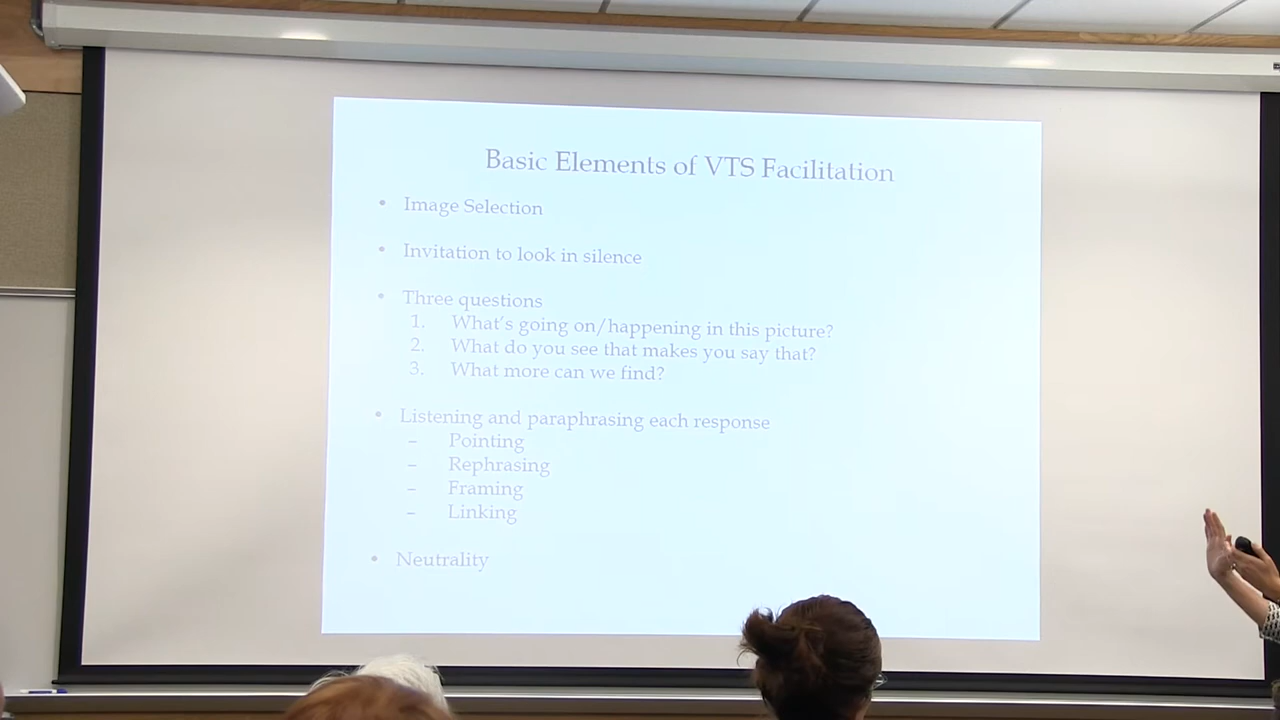 Basic Elements of VTS Facilitation
• Image Selection
• Invitation to look in silence
• Three questions
1. What's going on/happening in this picture?
2. What do you see that makes you say that?
3. What more can we find?
• Listening and paraphrasing each response
– Pointing
– Rephrasing
– Framing
– Linking
• Neutrality